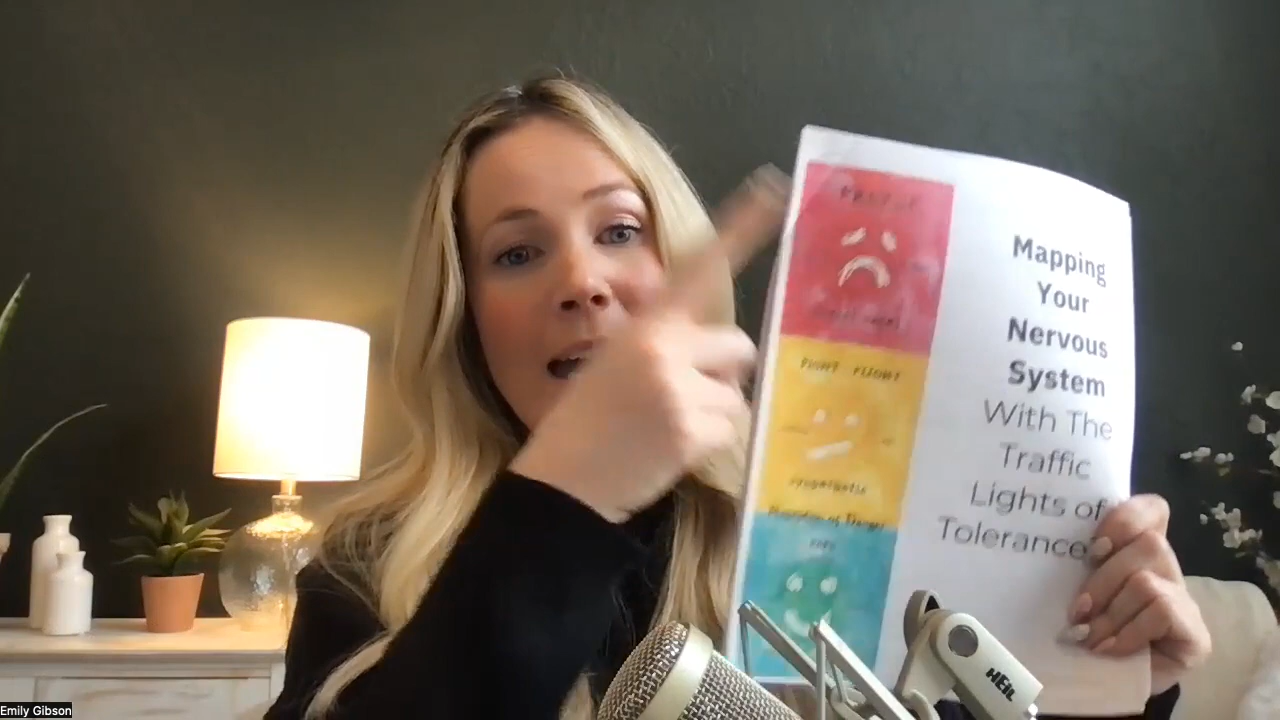 FIGHT FLIGHT
Mapping
Your
Nervous
System
With The
Traffic
Lights of
Tolerance
HEIL
Emily Gibson